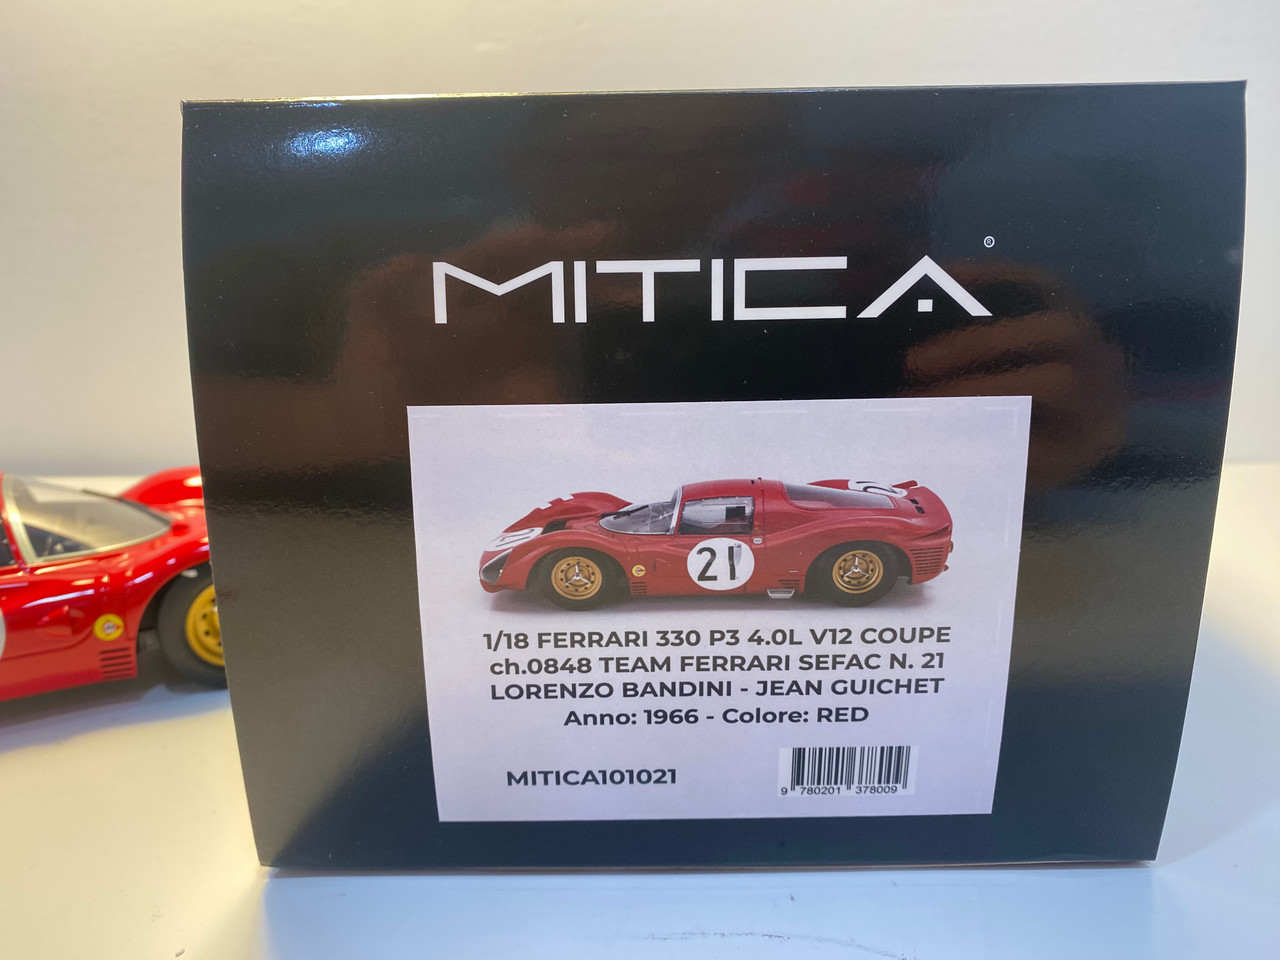 MITICA®
21
1/18 FERRARI 330 P3 4.0L V12 COUPE
ch.0848 TEAM FERRARI SEFAC N. 21
LORENZO BANDINI - JEAN GUICHET
Anno: 1966 - Colore: RED
MITICA101021
9 780201 378009